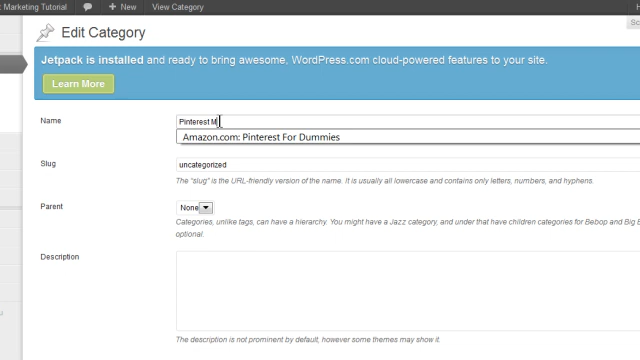 Marketing Tutorial
New
View Category
Edit Category
Jetpack is installed and ready to bring awesome, WordPress.com cloud-powered features to your site.
Learn More
Name
Pinterest M
Amazon.com: Pinterest For Dummies
Slug
uncategorized
The “slug” is the URL-friendly version of the name. It is usually all lowercase and contains only letters, numbers, and hyphens.
Parent
None
Categories, unlike tags, can have a hierarchy. You might have a Jazz category, and under that have children categories for Bebop and Big
optional.
Description
The description is not prominent by default, however some themes may show it.